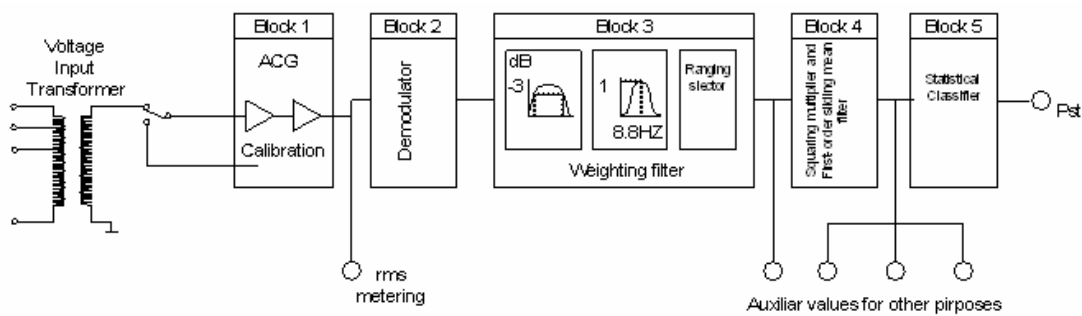 Voltage
Input
Transformer
Block 1
ACG
Calibration
rms
metering
Block 2
Demodulator
Block 3
dB
-3
1
8.8HZ
Ranging
slector
Weighting filter
Block 4
Squaring multiplier and
First-order sliding mean
filter
Block 5
Statistical
Classifier
Pst
Auxiliar values for other pirposes